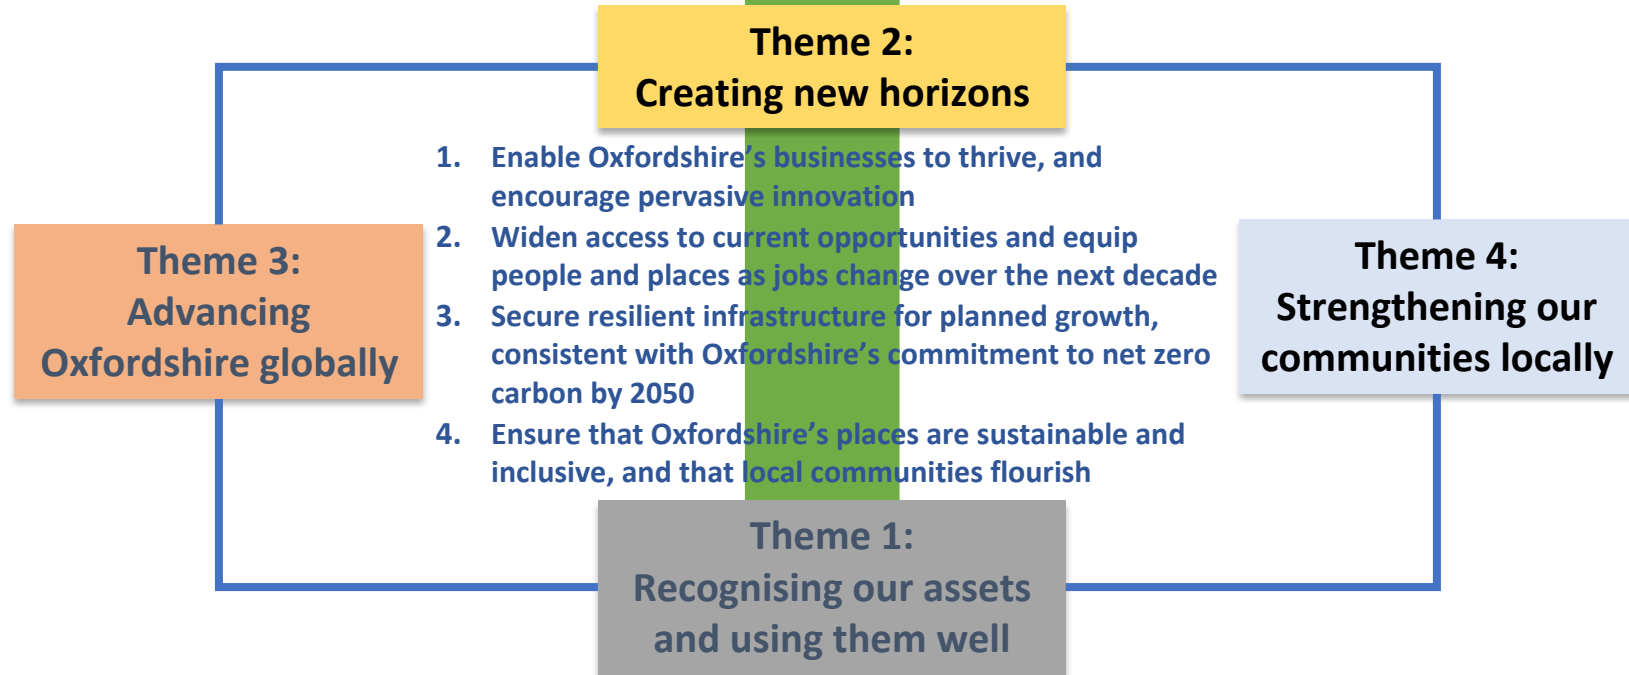 Theme 2:
Creating new horizons
1. Enable Oxfordshire’s businesses to thrive, and
encourage pervasive innovation
2. Widen access to current opportunities and equip
people and places as jobs change over the next decade
3. Secure resilient infrastructure for planned growth,
consistent with Oxfordshire’s commitment to net zero
carbon by 2050
4. Ensure that Oxfordshire’s places are sustainable and
inclusive, and that local communities flourish
Theme 3:
Advancing
Oxfordshire globally
Theme 4:
Strengthening our
communities locally
Theme 1:
Recognising our assets
and using them well